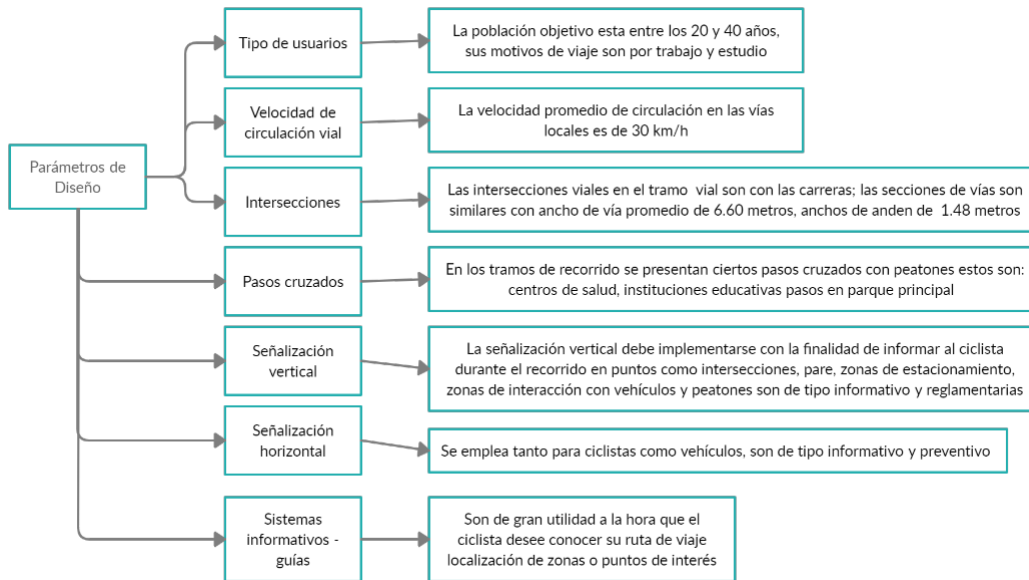 Parámetros de
Diseño
Tipo de usuarios
La población objetivo esta entre los 20 y 40 años,
sus motivos de viaje son por trabajo y estudio
Velocidad de
circulación vial
La velocidad promedio de circulación en las vías
locales es de 30 km/h
Intersecciones
Las intersecciones viales en el tramo vial son con las carreras; las secciones de vías son
similares con ancho de vía promedio de 6.60 metros, anchos de anden de 1.48 metros
Pasos cruzados
En los tramos de recorrido se presentan ciertos pasos cruzados con peatones estos son:
centros de salud, instituciones educativas pasos en parque principal
Señalización
vertical
La señalización vertical debe implementarse con la finalidad de informar al ciclista
durante el recorrido en puntos como intersecciones, pare, zonas de estacionamiento,
zonas de interacción con vehículos y peatones son de tipo informativo y reglamentarias
Señalización
horizontal
Se emplea tanto para ciclistas como vehículos, son de tipo informativo y preventivo
Sistemas
informativos -
guías
Son de gran utilidad a la hora que el
ciclista desee conocer su ruta de viaje
localización de zonas o puntos de interés